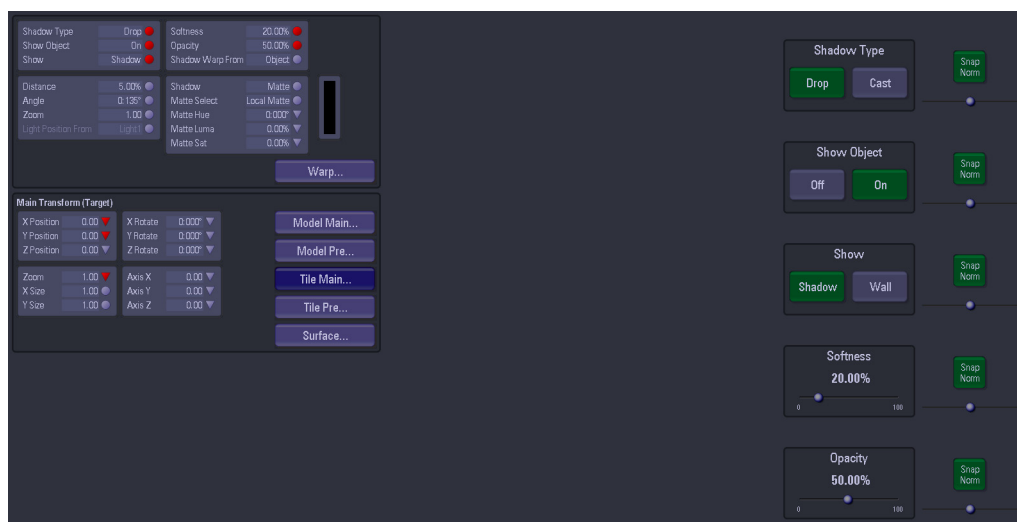 Shadow Type Drop
Show Object On
Show Shadow
Softness 20.00%
Opacity 50.00%
Shadow Warp From Object
Distance 5.00%
Angle 0:135°
Zoom 1.00
Light Position From Light1
Shadow Matte
Matte Select Local Matte
Matte Hue 0:000°
Matte Luma 0.00%
Matte Sat 0.00%
Warp...
Main Transform (Target)
X Position 0.00
Y Position 0.00
Z Position 0.00
X Rotate 0:000°
Y Rotate 0:000°
Z Rotate 0:000°
Zoom 1.00
X Size 1.00
Y Size 1.00
Axis X 0.00
Axis Y 0.00
Axis Z 0.00
Model Main...
Model Pre...
Tile Main...
Tile Pre...
Surface...
Shadow Type
Drop Cast
Snap
Norm
Show Object
Off On
Snap
Norm
Show
Shadow Wall
Snap
Norm
Softness
20.00%
0 100
Snap
Norm
Opacity
50.00%
0 100
Snap
Norm